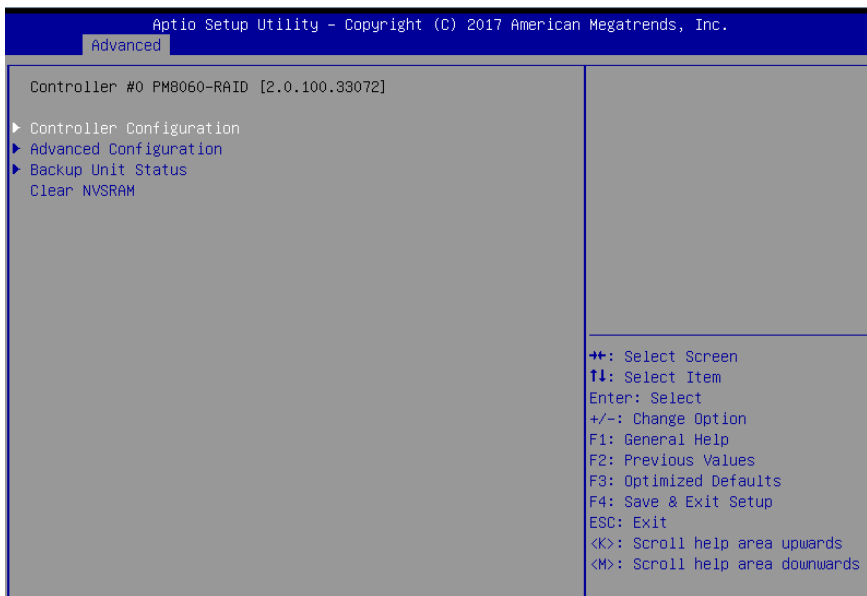 Aptio Setup Utility – Copyright (C) 2017 American Megatrends, Inc.
Advanced
Controller #0 PM8060-RAID [2.0.100.33072]
▶ Controller Configuration
▶ Advanced Configuration
▶ Backup Unit Status
Clear NVSRAM
→←: Select Screen
↑↓: Select Item
Enter: Select
+/-: Change Option
F1: General Help
F2: Previous Values
F3: Optimized Defaults
F4: Save & Exit Setup
ESC: Exit
<K>: Scroll help area upwards
<M>: Scroll help area downwards